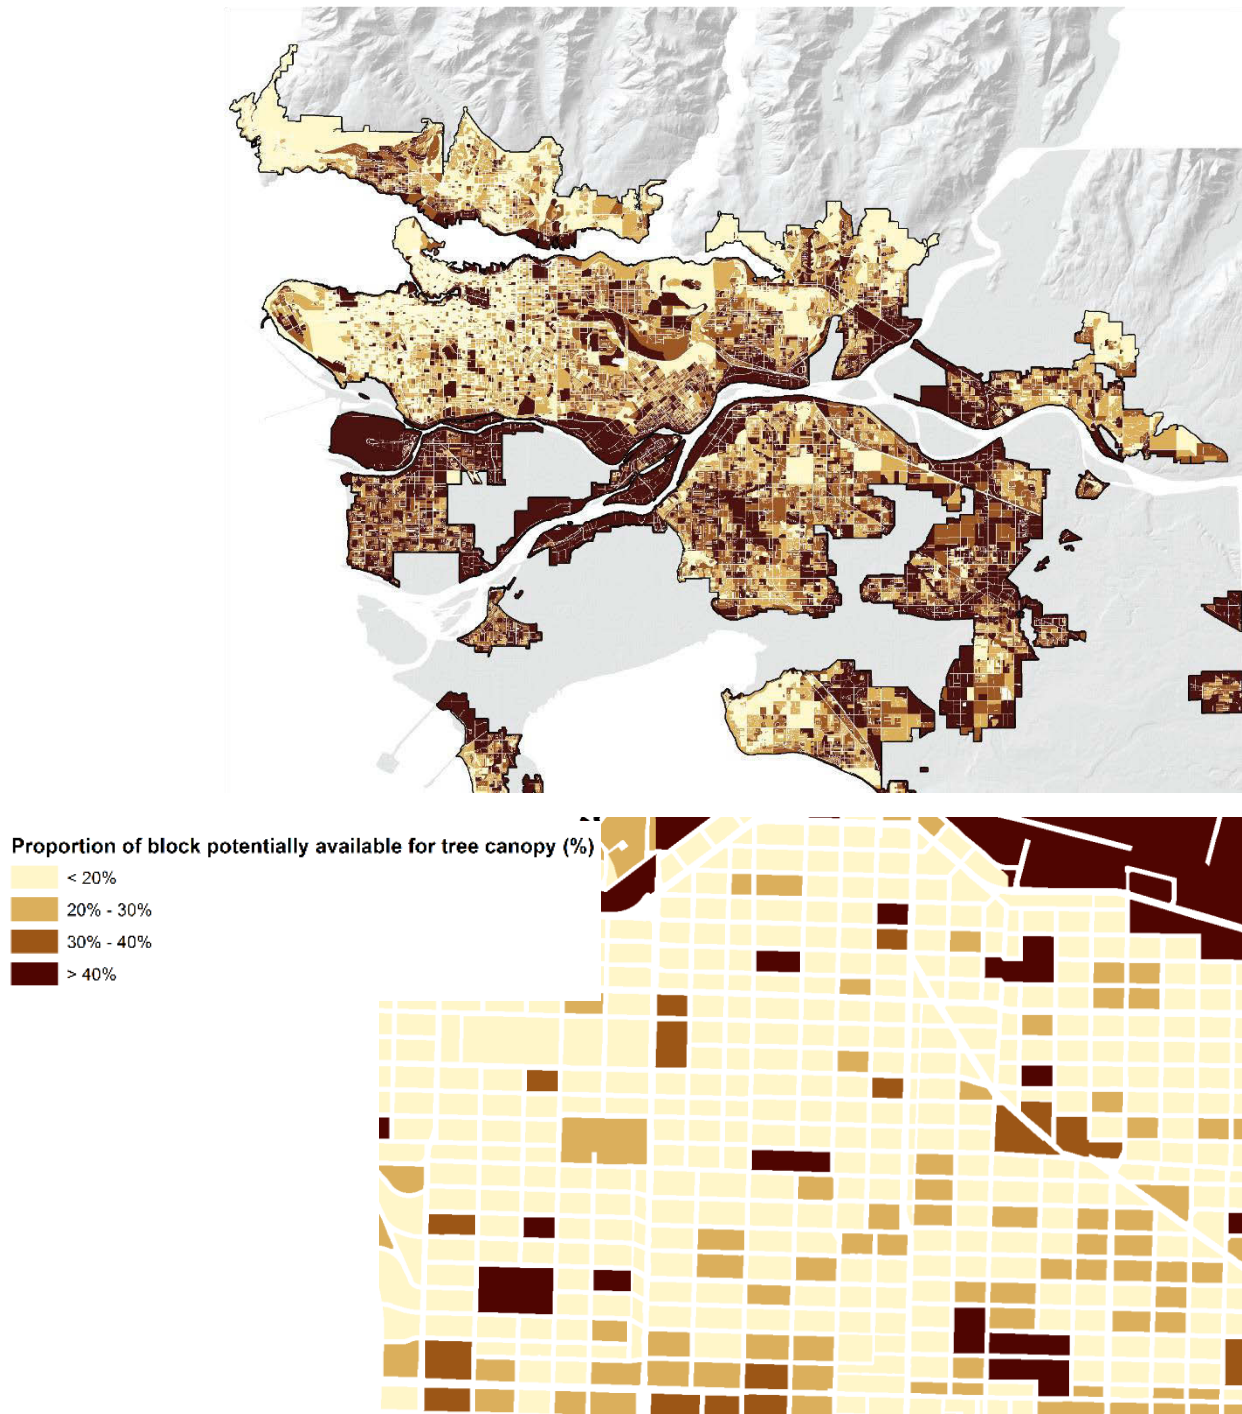 Proportion of block potentially available for tree canopy (%)
< 20%
20% - 30%
30% - 40%
> 40%